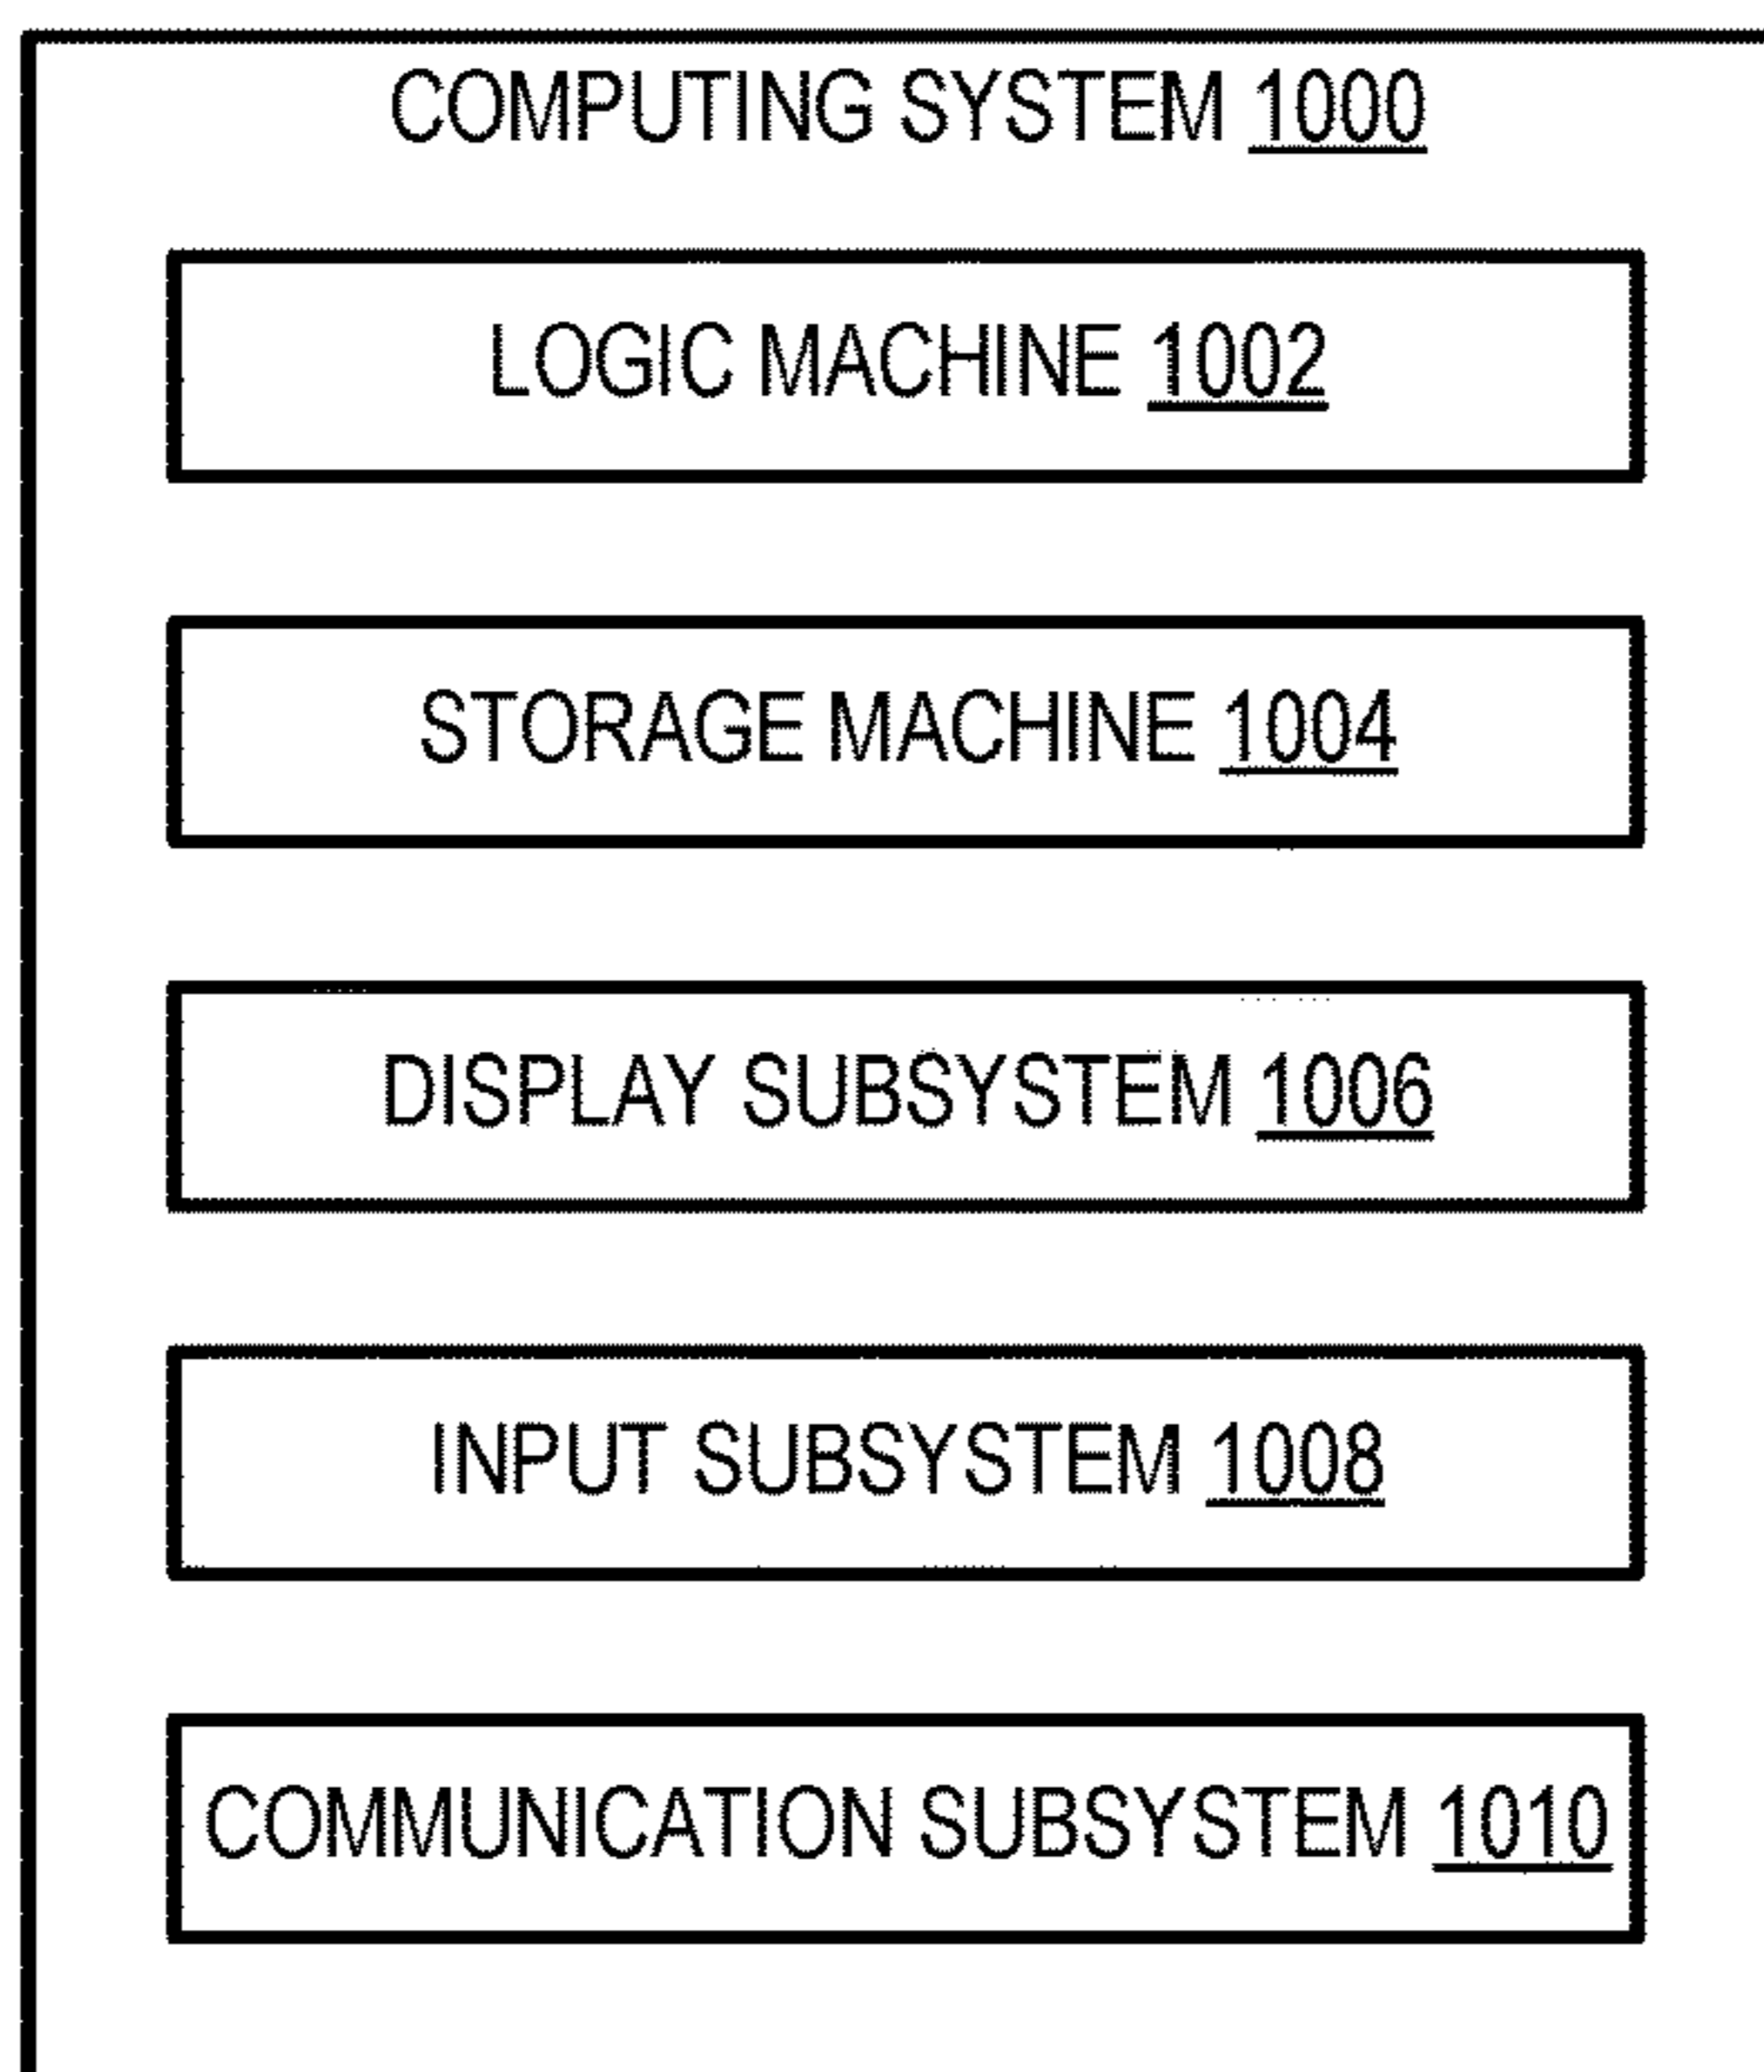 COMPUTING SYSTEM 1000
LOGIC MACHINE 1002
STORAGE MACHINE 1004
DISPLAY SUBSYSTEM 1006
INPUT SUBSYSTEM 1008
COMMUNICATION SUBSYSTEM 1010